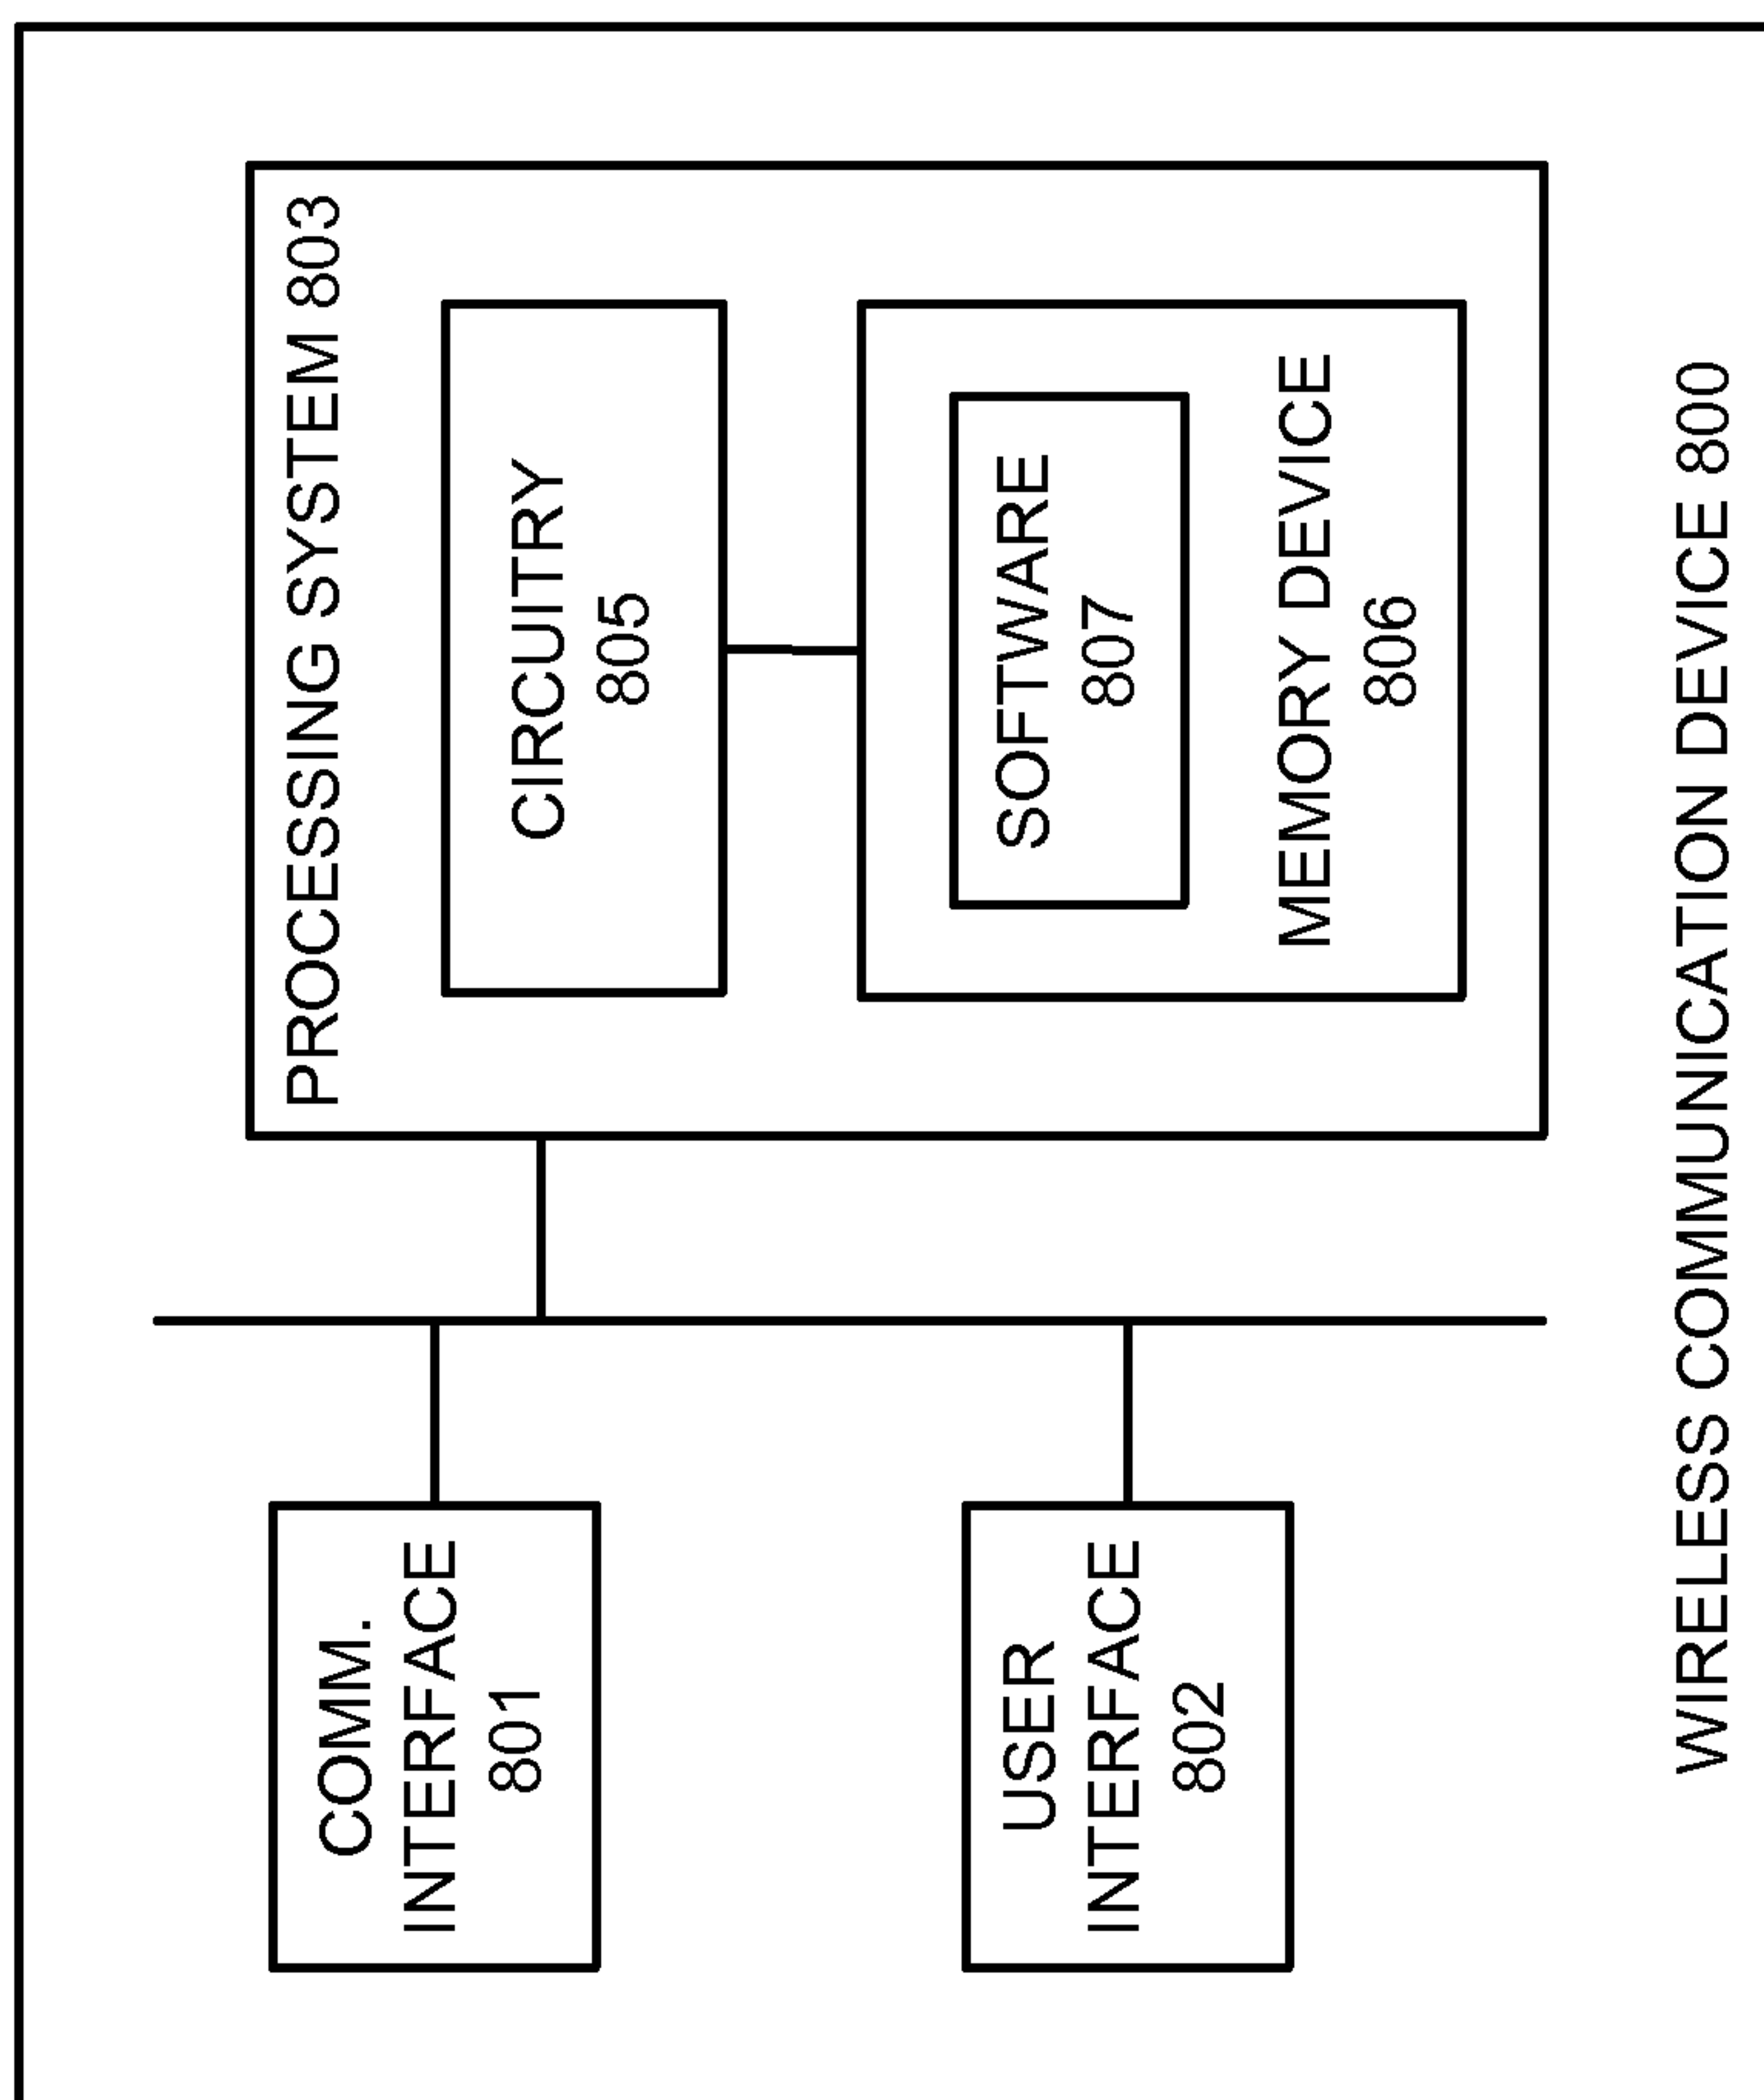 COMM.
INTERFACE
801
USER
INTERFACE
802
PROCESSING SYSTEM 803
CIRCUITRY
805
SOFTWARE
807
MEMORY DEVICE
806
WIRELESS COMMUNICATION DEVICE 800